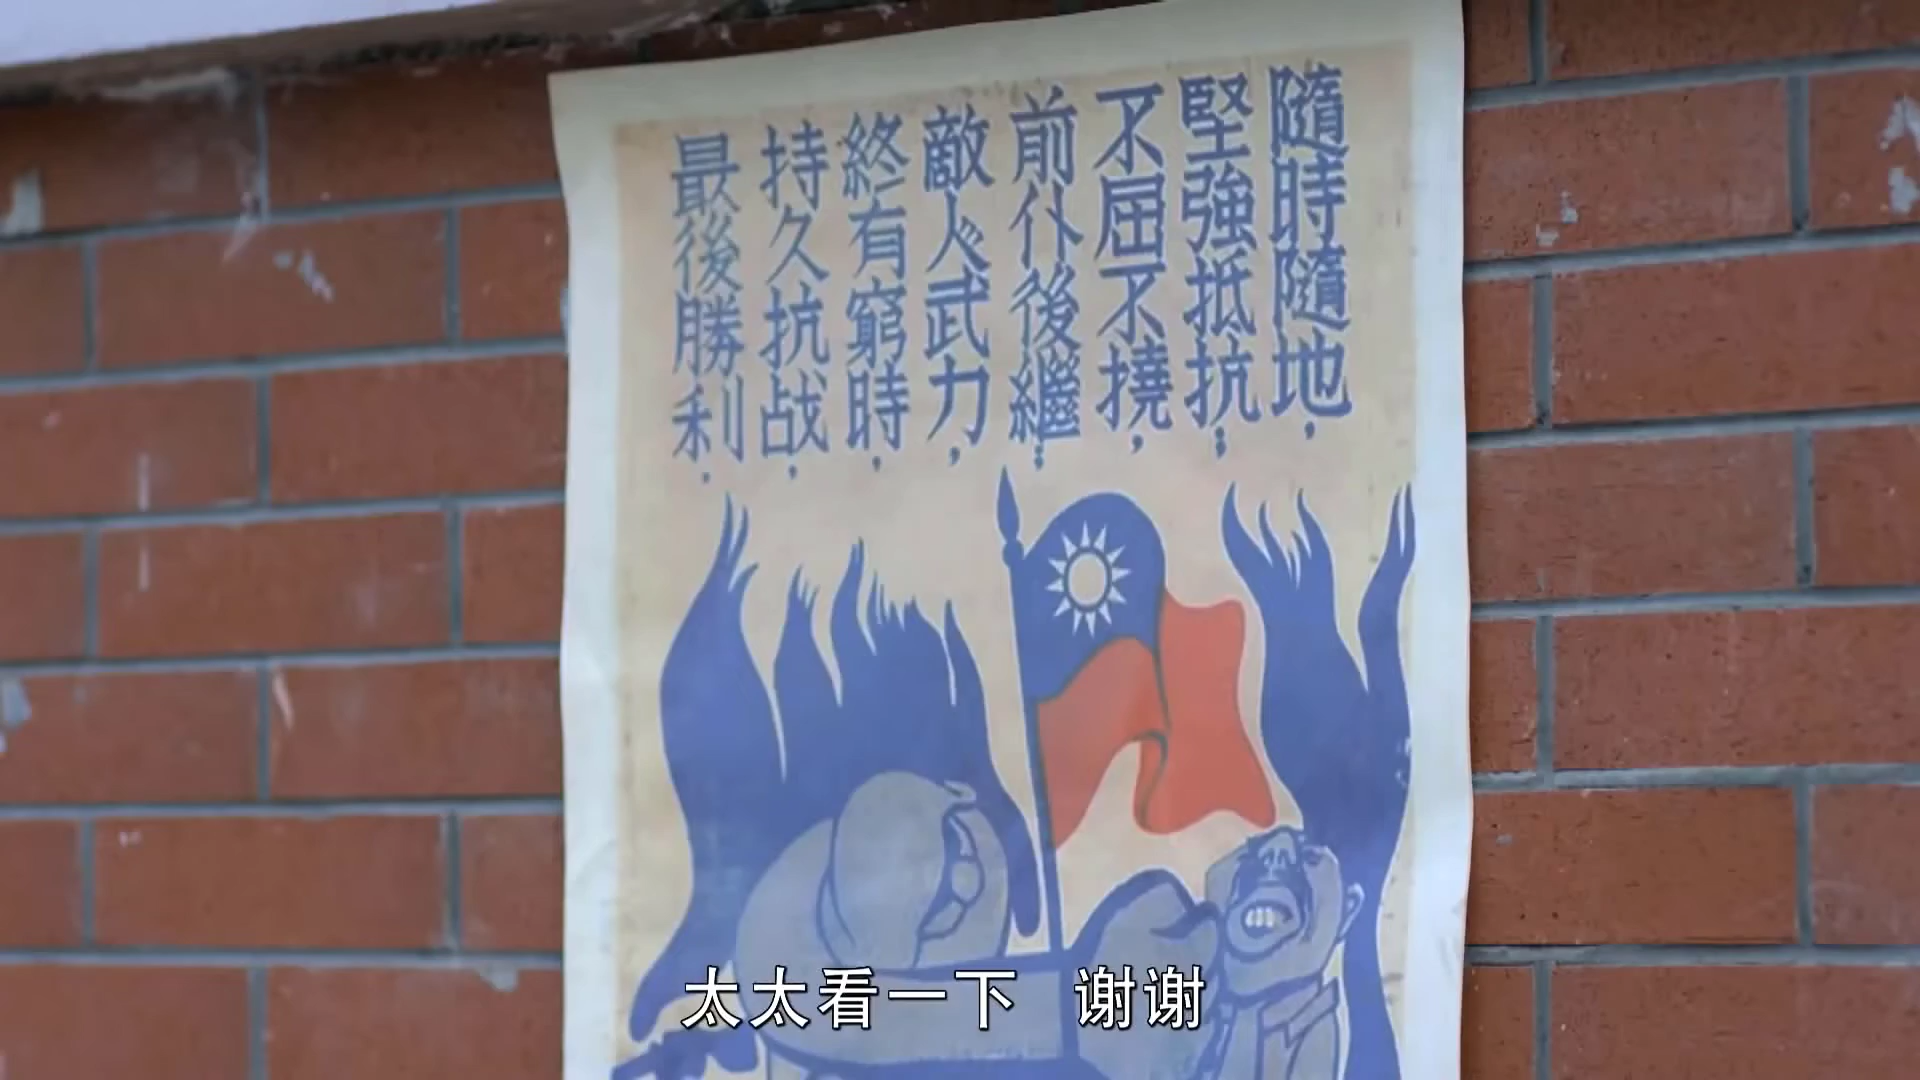 隨時隨地,
堅強抵抗;
不屈不撓,
前仆後繼;
敵人武力,
終有窮時,
持久抗战,
最後勝利.
太太看一下 谢谢